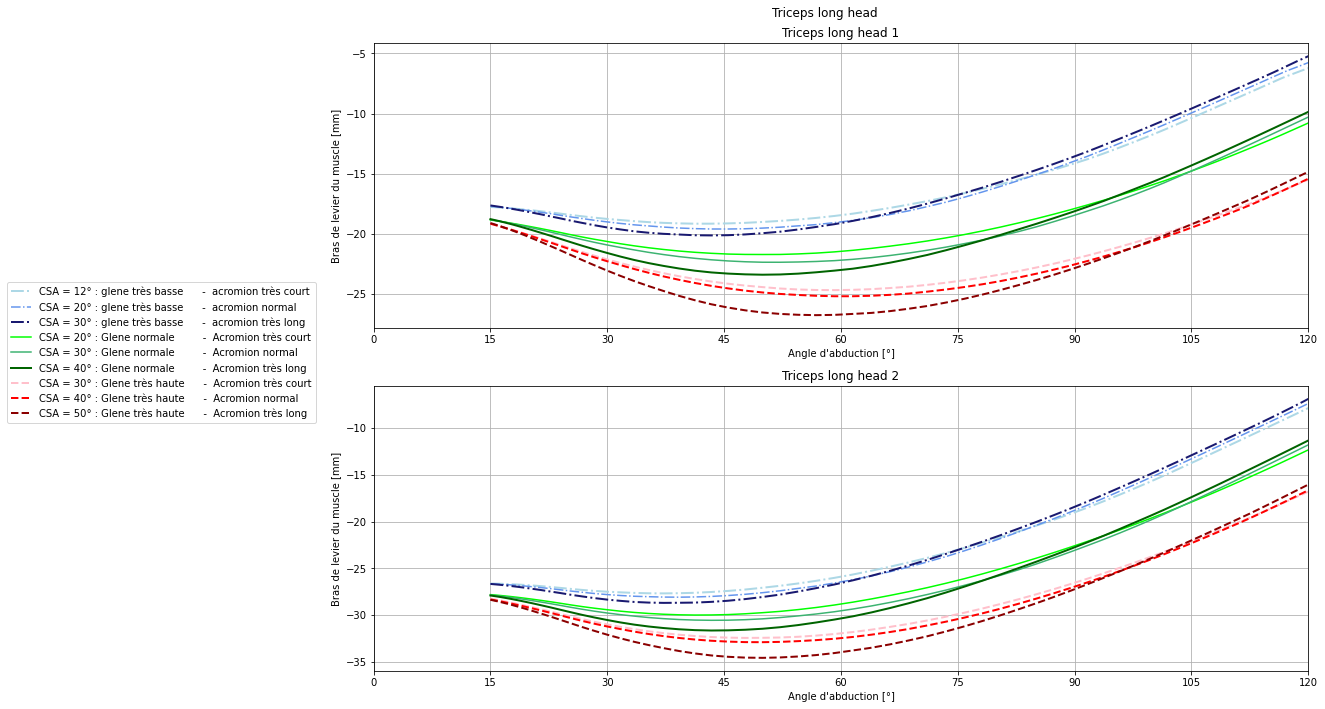 Triceps long head
Triceps long head 1
−5
−10
−15
−20
−25
Bras de levier du muscle [mm]
0 15 30 45 60 75 90 105 120
Angle d'abduction [°]
CSA = 12° : glene très basse - acromion très court
CSA = 20° : glene très basse - acromion normal
CSA = 30° : glene très basse - acromion très long
CSA = 20° : Glene normale - Acromion très court
CSA = 30° : Glene normale - Acromion normal
CSA = 40° : Glene normale - Acromion très long
CSA = 30° : Glene très haute - Acromion très court
CSA = 40° : Glene très haute - Acromion normal
CSA = 50° : Glene très haute - Acromion très long
Triceps long head 2
−10
−15
−20
−25
−30
−35
Bras de levier du muscle [mm]
0 15 30 45 60 75 90 105 120
Angle d'abduction [°]